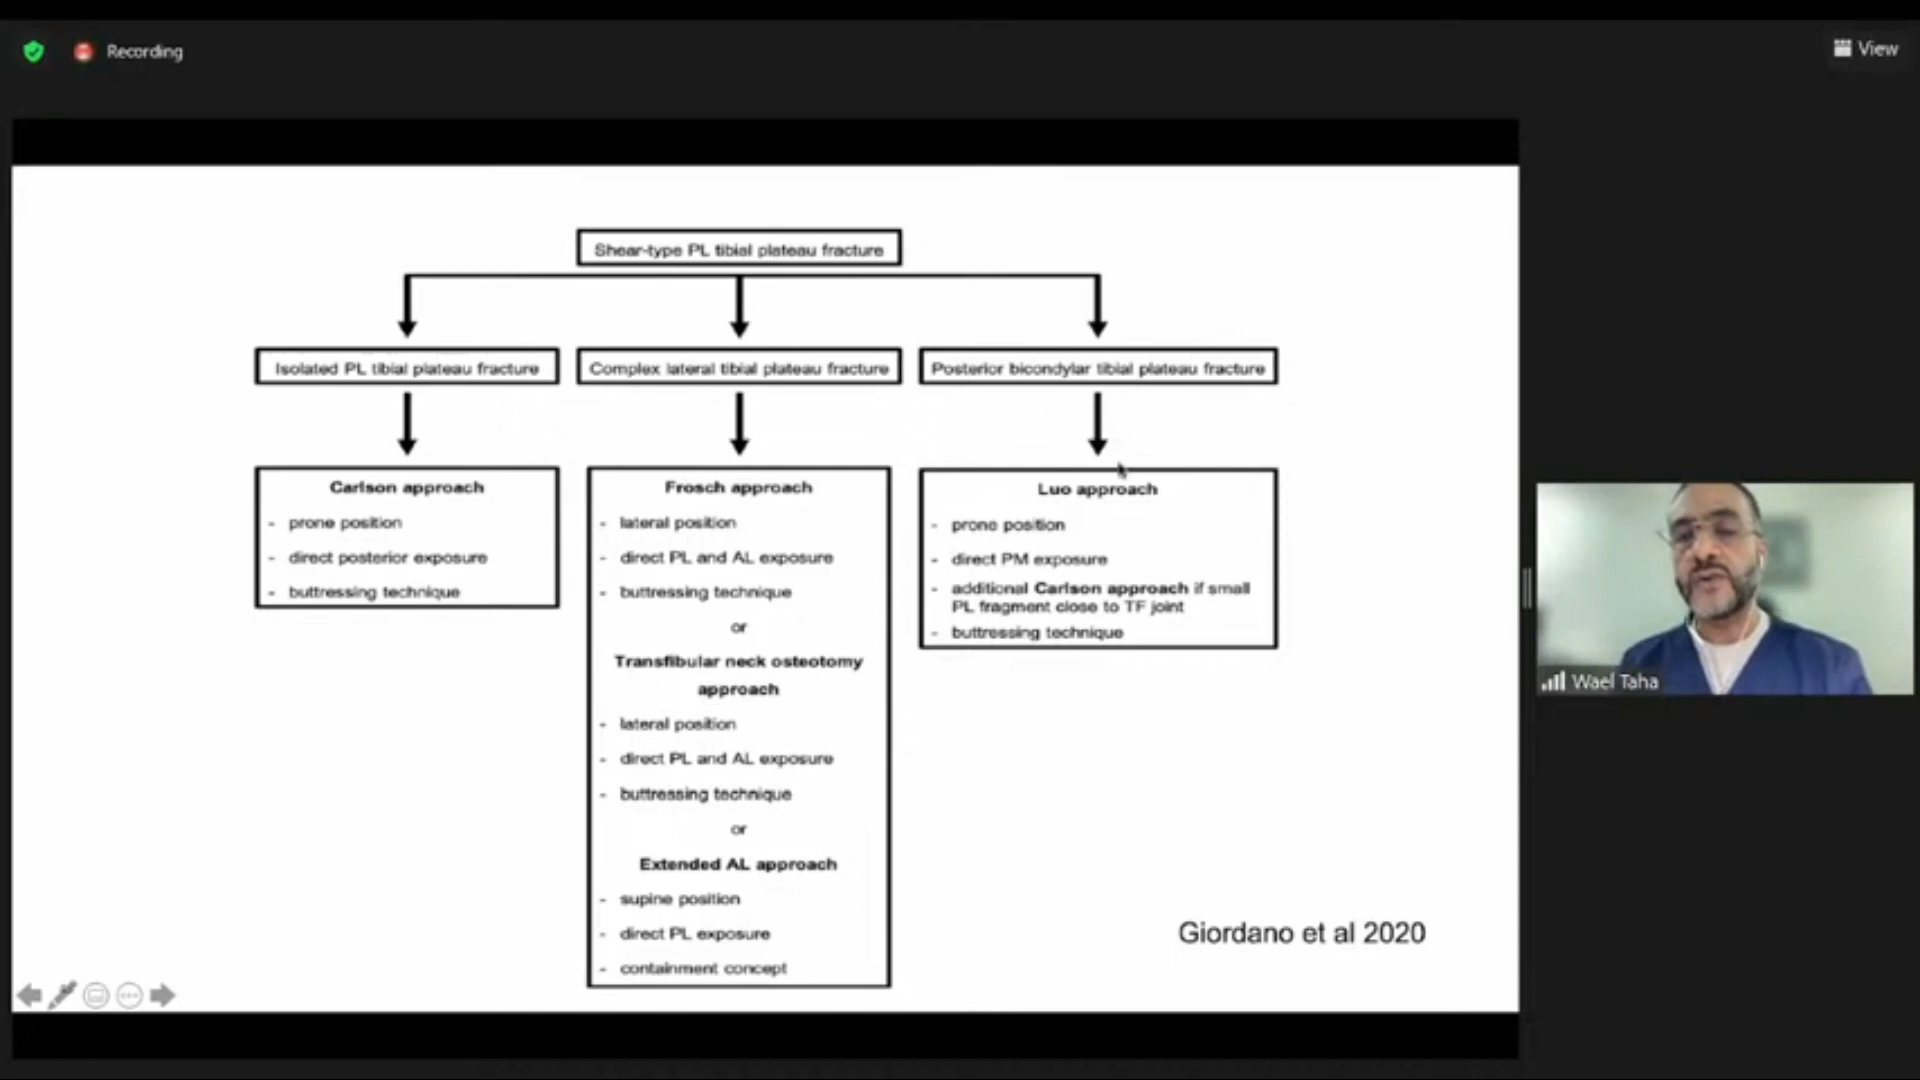 Recording
View
Shear-type PL tibial plateau fracture
Isolated PL tibial plateau fracture
Complex lateral tibial plateau fracture
Posterior bicondylar tibial plateau fracture
Carlson approach
- prone position
- direct posterior exposure
- buttressing technique
Frosch approach
- lateral position
- direct PL and AL exposure
- buttressing technique
or
Transfibular neck osteotomy
approach
- lateral position
- direct PL and AL exposure
- buttressing technique
or
Extended AL approach
- supine position
- direct PL exposure
- containment concept
Luo approach
- prone position
- direct PM exposure
- additional Carlson approach if small
PL fragment close to TF joint
- buttressing technique
Giordano et al 2020
Wael Taha